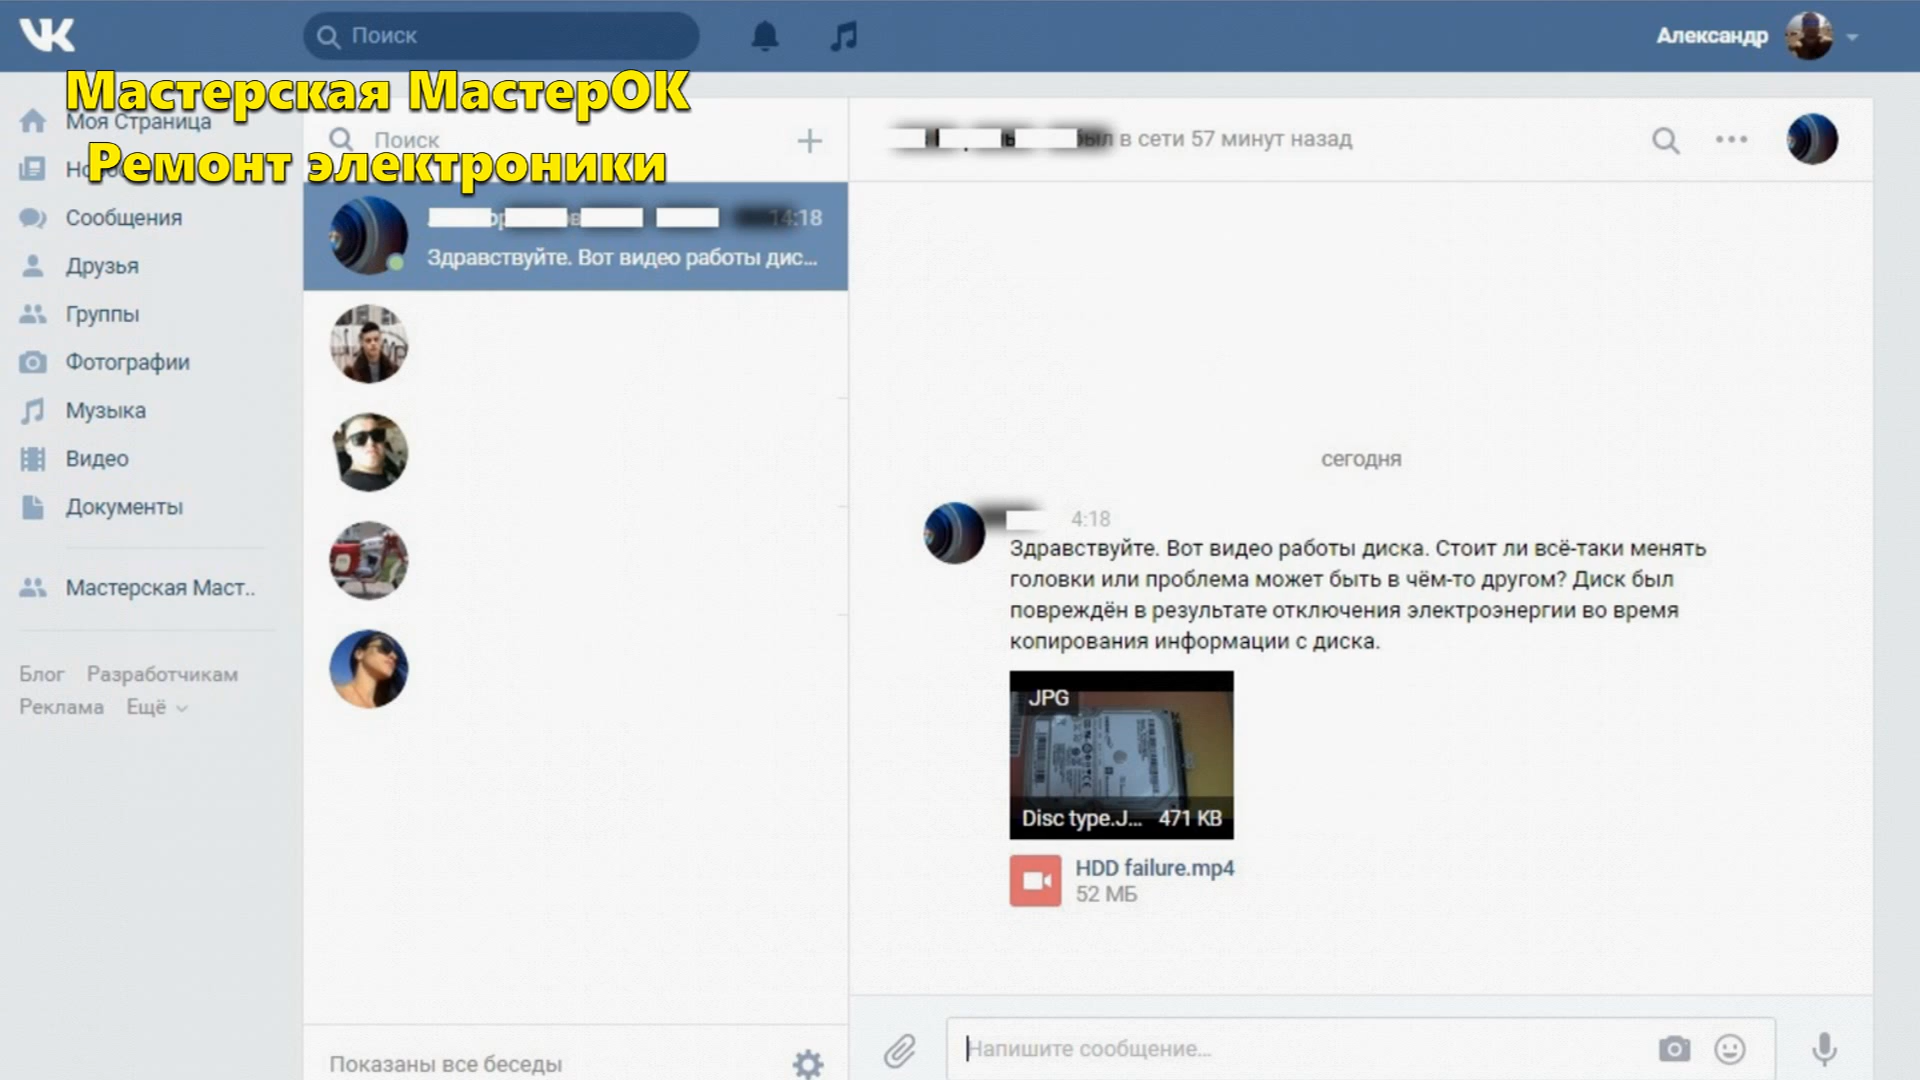 Поиск
Александр
Мастерская МастерОК
Ремонт электроники
Моя Страница
Сообщения
Друзья
Группы
Фотографии
Музыка
Видео
Документы
Мастерская Маст..
Блог Разработчикам
Реклама Ещё
Поиск
14:18
Здравствуйте. Вот видео работы дис...
Показаны все беседы
был в сети 57 минут назад
сегодня
4:18
Здравствуйте. Вот видео работы диска. Стоит ли всё-таки менять
головки или проблема может быть в чём-то другом? Диск был
повреждён в результате отключения электроэнергии во время
копирования информации с диска.
JPG
Disc type.J... 471 KB
HDD failure.mp4
52 МБ
Напишите сообщение...